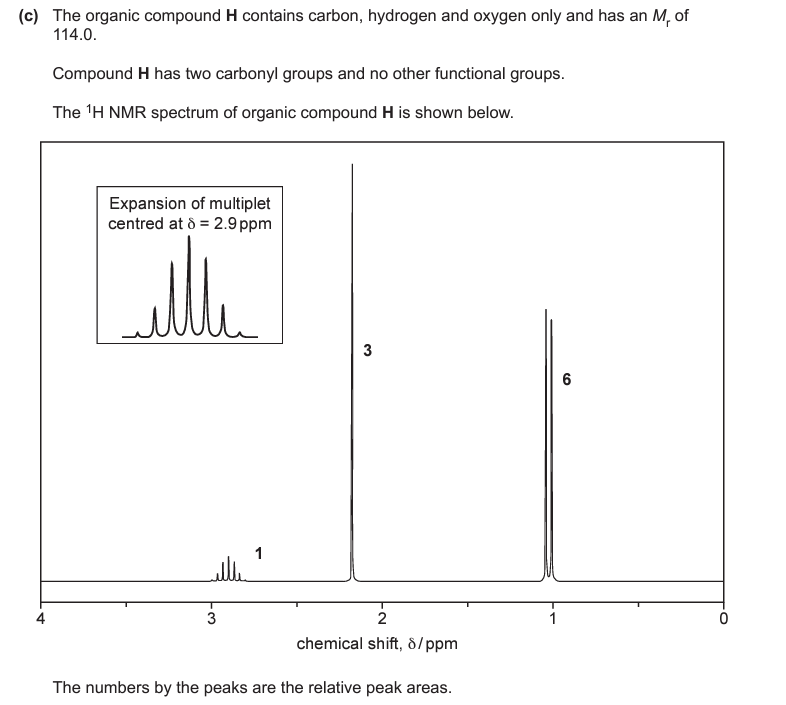 (c) The organic compound H contains carbon, hydrogen and oxygen only and has an Mr of
114.0.
Compound H has two carbonyl groups and no other functional groups.
The ¹H NMR spectrum of organic compound H is shown below.
Expansion of multiplet
centred at δ = 2.9 ppm
3
6
1
4 3 2 1 0
chemical shift, δ/ppm
The numbers by the peaks are the relative peak areas.